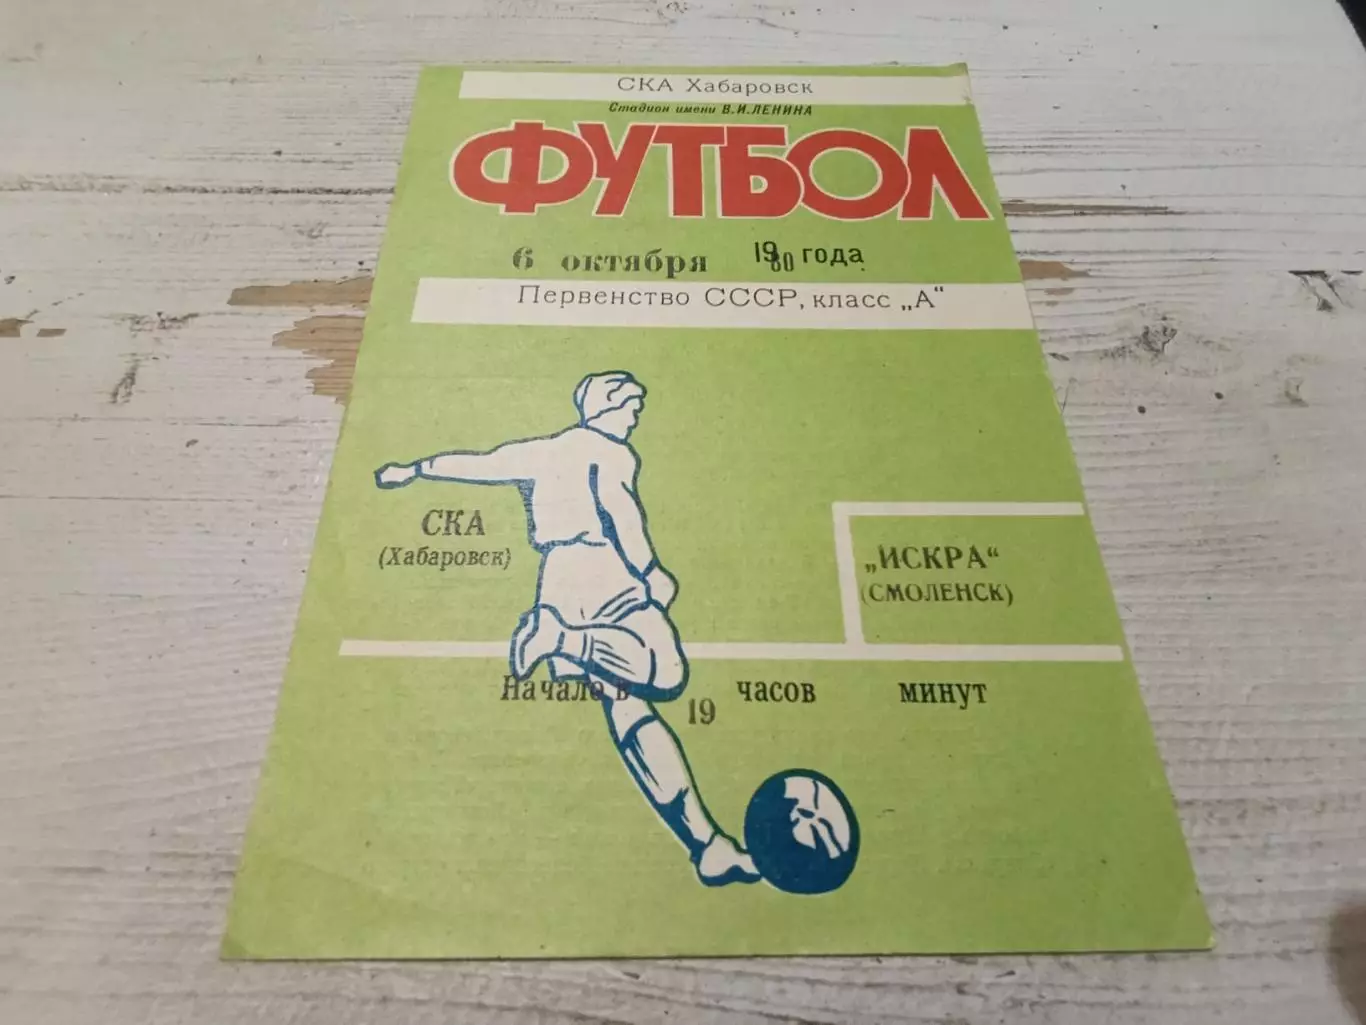 СКА Хабаровск
Стадион имени В.И.ЛЕНИНА
ФУТБОЛ
6 октября 1980 года
Первенство СССР, класс „А“
СКА
(Хабаровск)
„ИСКРА“
(СМОЛЕНСК)
Начало в 19 часов минут